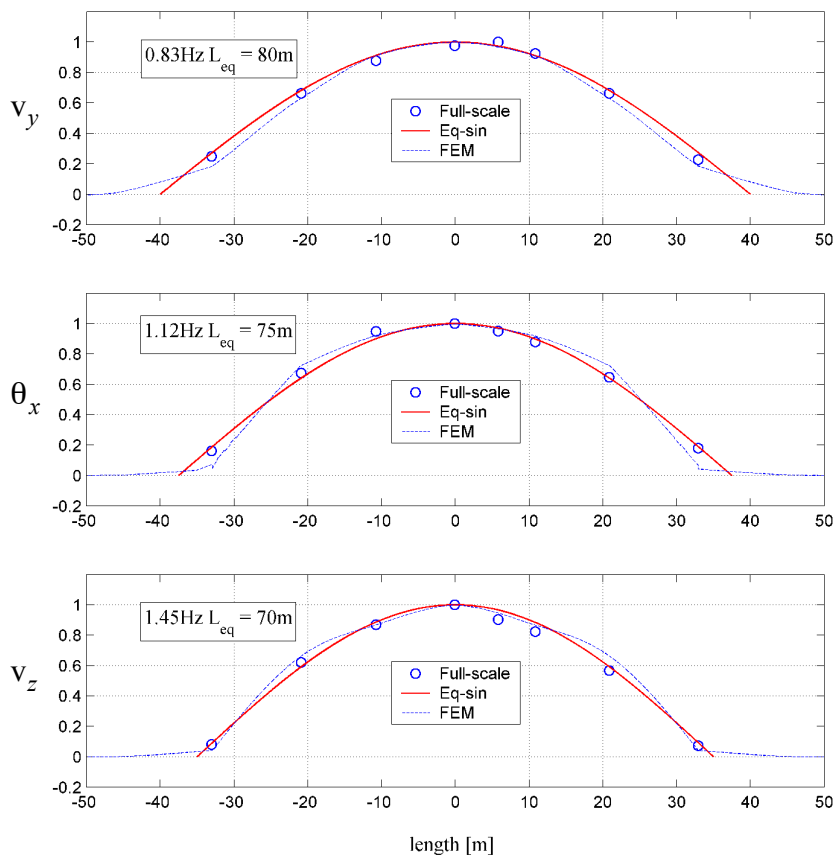 1
0.83Hz L_eq = 80m
0.8
0.6
v_y
Full-scale
Eq-sin
FEM
0.4
0.2
0
-0.2
-50 -40 -30 -20 -10 0 10 20 30 40 50
1
1.12Hz L_eq = 75m
0.8
0.6
θ_x
Full-scale
Eq-sin
FEM
0.4
0.2
0
-0.2
-50 -40 -30 -20 -10 0 10 20 30 40 50
1
1.45Hz L_eq = 70m
0.8
0.6
v_z
Full-scale
Eq-sin
FEM
0.4
0.2
0
-0.2
-50 -40 -30 -20 -10 0 10 20 30 40 50
length [m]